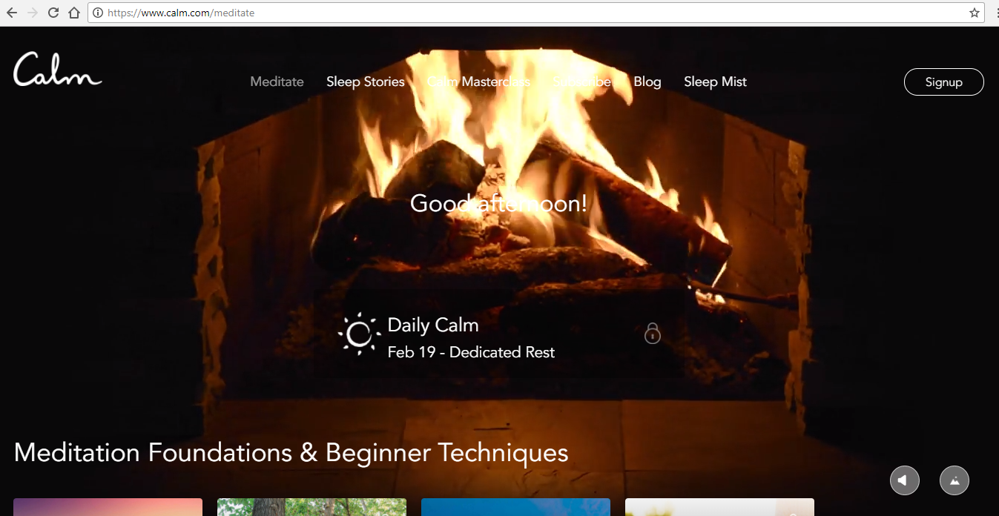 https://www.calm.com/meditate
Calm
Meditate Sleep Stories Calm Masterclass Subscribe Blog Sleep Mist Signup
Good afternoon!
Daily Calm
Feb 19 - Dedicated Rest
Meditation Foundations & Beginner Techniques